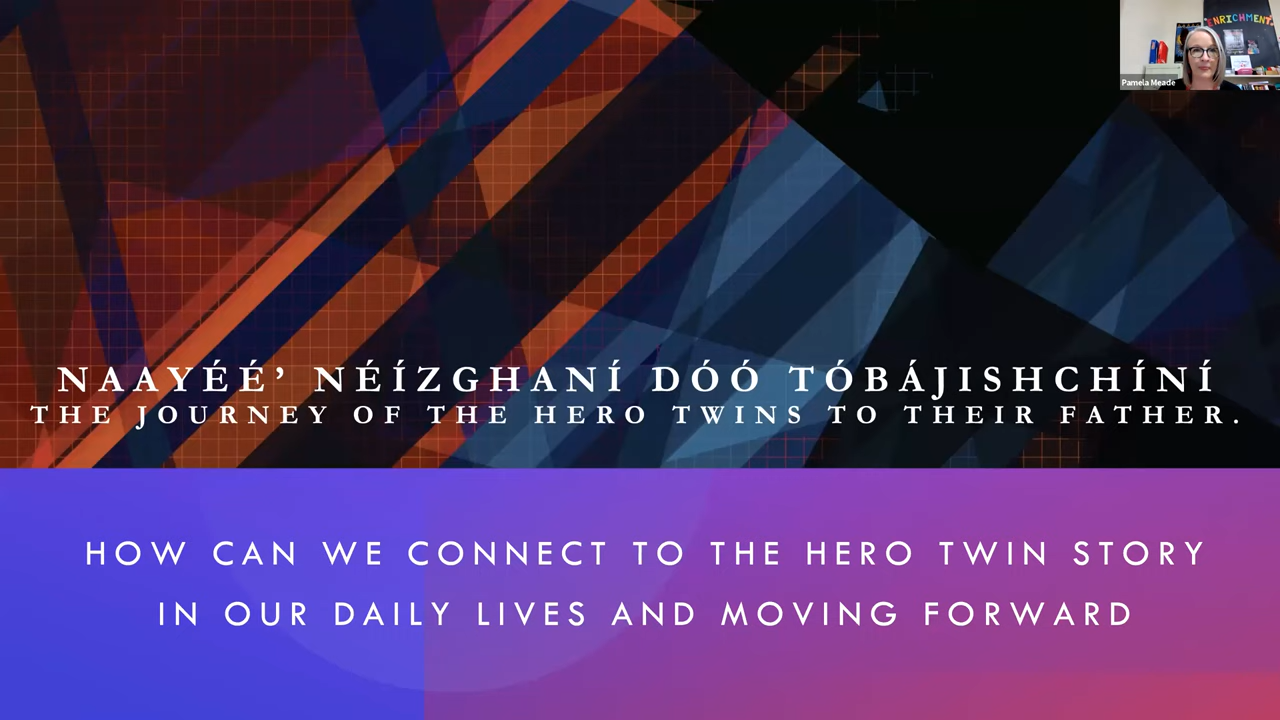 ENRICHMENT
Pamela Meade
NAAYÉÉ’ NÉÍZGHANÍ DÓÓ TÓBÁJISHCHÍNÍ
THE JOURNEY OF THE HERO TWINS TO THEIR FATHER.
HOW CAN WE CONNECT TO THE HERO TWIN STORY
IN OUR DAILY LIVES AND MOVING FORWARD